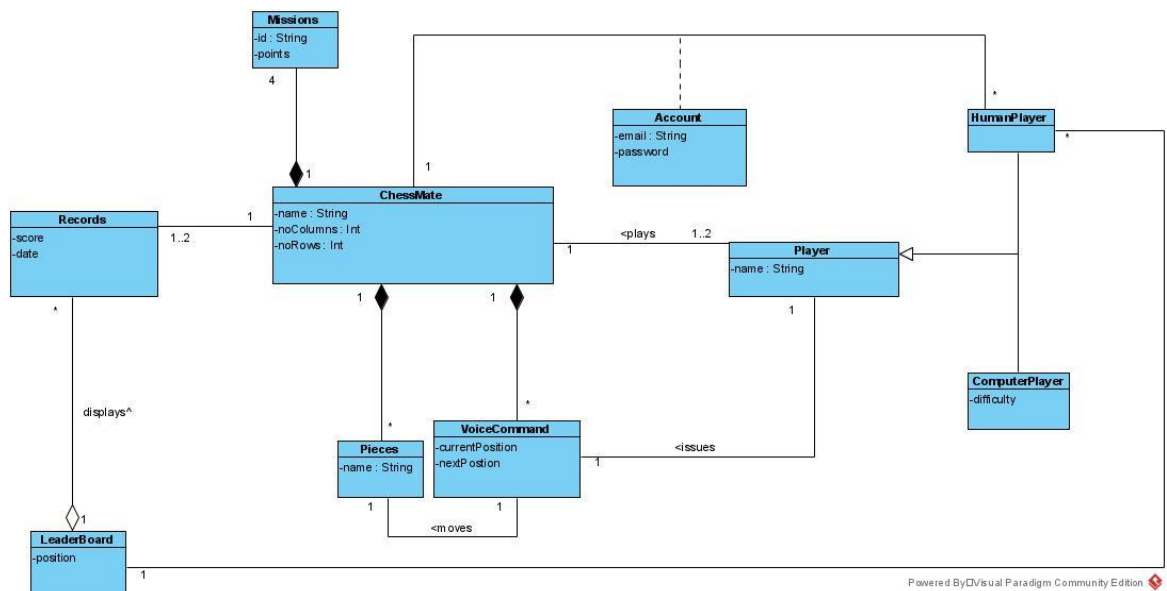 Missions
-id : String
-points
4
1
*
Account
-email : String
-password
HumanPlayer
*
1
ChessMate
-name : String
-noColumns : Int
-noRows : Int
Records
-score
-date
1
1..2
<plays
1..2
1
Player
-name : String
1
1
1
*
displays^
ComputerPlayer
-difficulty
*
*
Pieces
-name : String
VoiceCommand
-currentPosition
-nextPostion
<issues
1
1
1
<moves
1
LeaderBoard
-position
1
Powered By□Visual Paradigm Community Edition